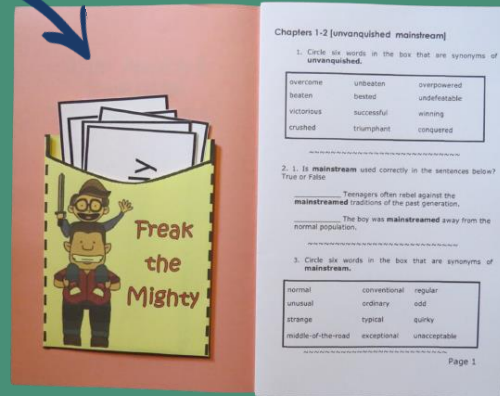 Freak
the
Mighty
Chapters 1-2 [unvanquished mainstream]
1. Circle six words in the box that are synonyms of
unvanquished.
overcome unbeaten overpowered
beaten bested undefeatable
victorious successful winning
crushed triumphant conquered
~~~~~~~~~~~~~~~~~~~~~~~~~~~~~~
2. 1. Is mainstream used correctly in the sentences below?
True or False
__________ Teenagers often rebel against the
mainstreamed traditions of the past generation.
__________ The boy was mainstreamed away from the
normal population.
~~~~~~~~~~~~~~~~~~~~~~~~~~~~~~
3. Circle six words in the box that are synonyms of
mainstream.
normal conventional regular
unusual ordinary odd
strange typical quirky
middle-of-the-road exceptional unacceptable
~~~~~~~~~~~~~~~~~~~~~~~~~~~~~~
Page 1